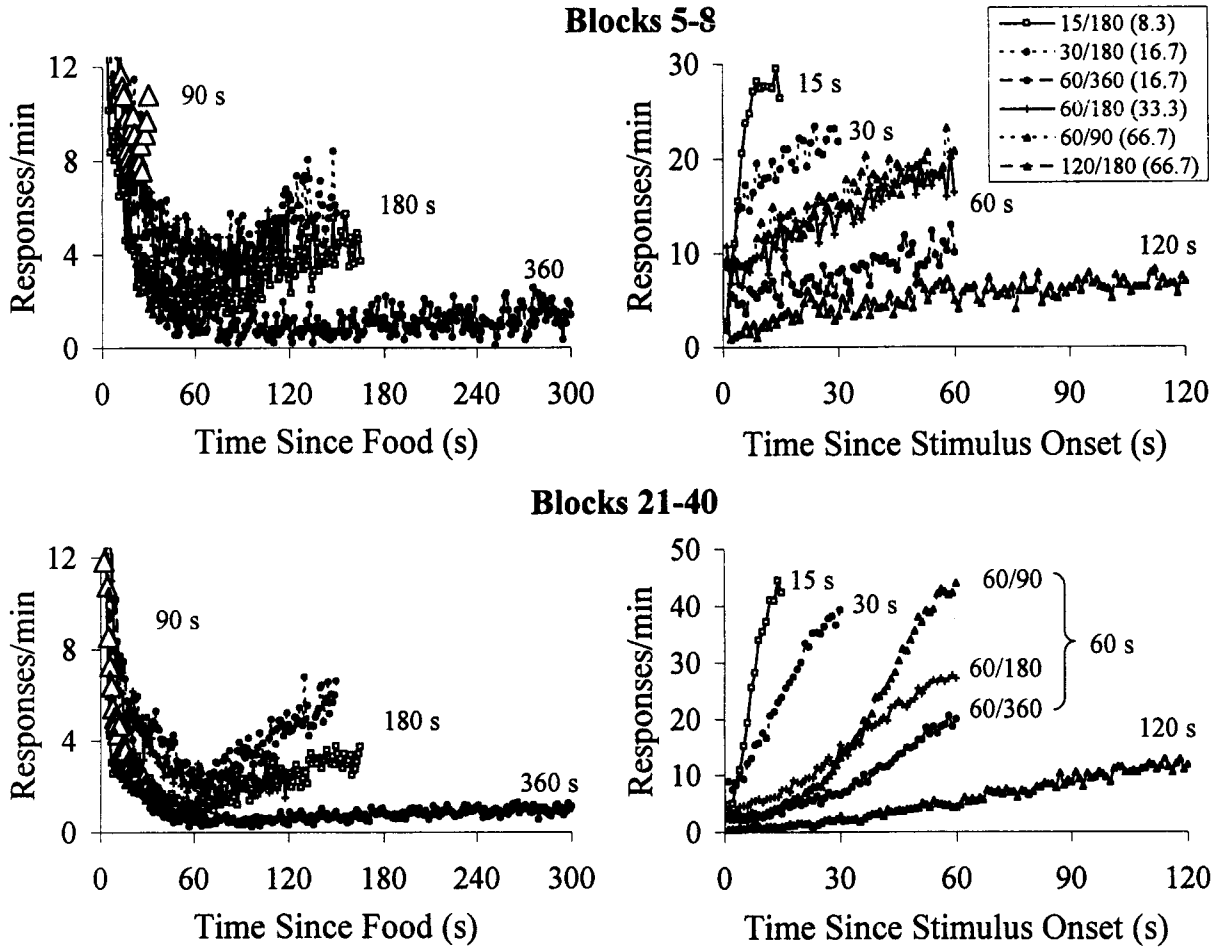 Blocks 5-8
15/180 (8.3)
30/180 (16.7)
60/360 (16.7)
60/180 (33.3)
60/90 (66.7)
120/180 (66.7)
Responses/min
12
8
4
0
90 s
180 s
360
0 60 120 180 240 300
Time Since Food (s)
Responses/min
30
20
10
0
15 s
30 s
60 s
120 s
0 30 60 90 120
Time Since Stimulus Onset (s)
Blocks 21-40
Responses/min
12
8
4
0
90 s
180 s
360 s
0 60 120 180 240 300
Time Since Food (s)
Responses/min
50
40
30
20
10
0
15 s
30 s
60/90
60/180
60/360
60 s
120 s
0 30 60 90 120
Time Since Stimulus Onset (s)